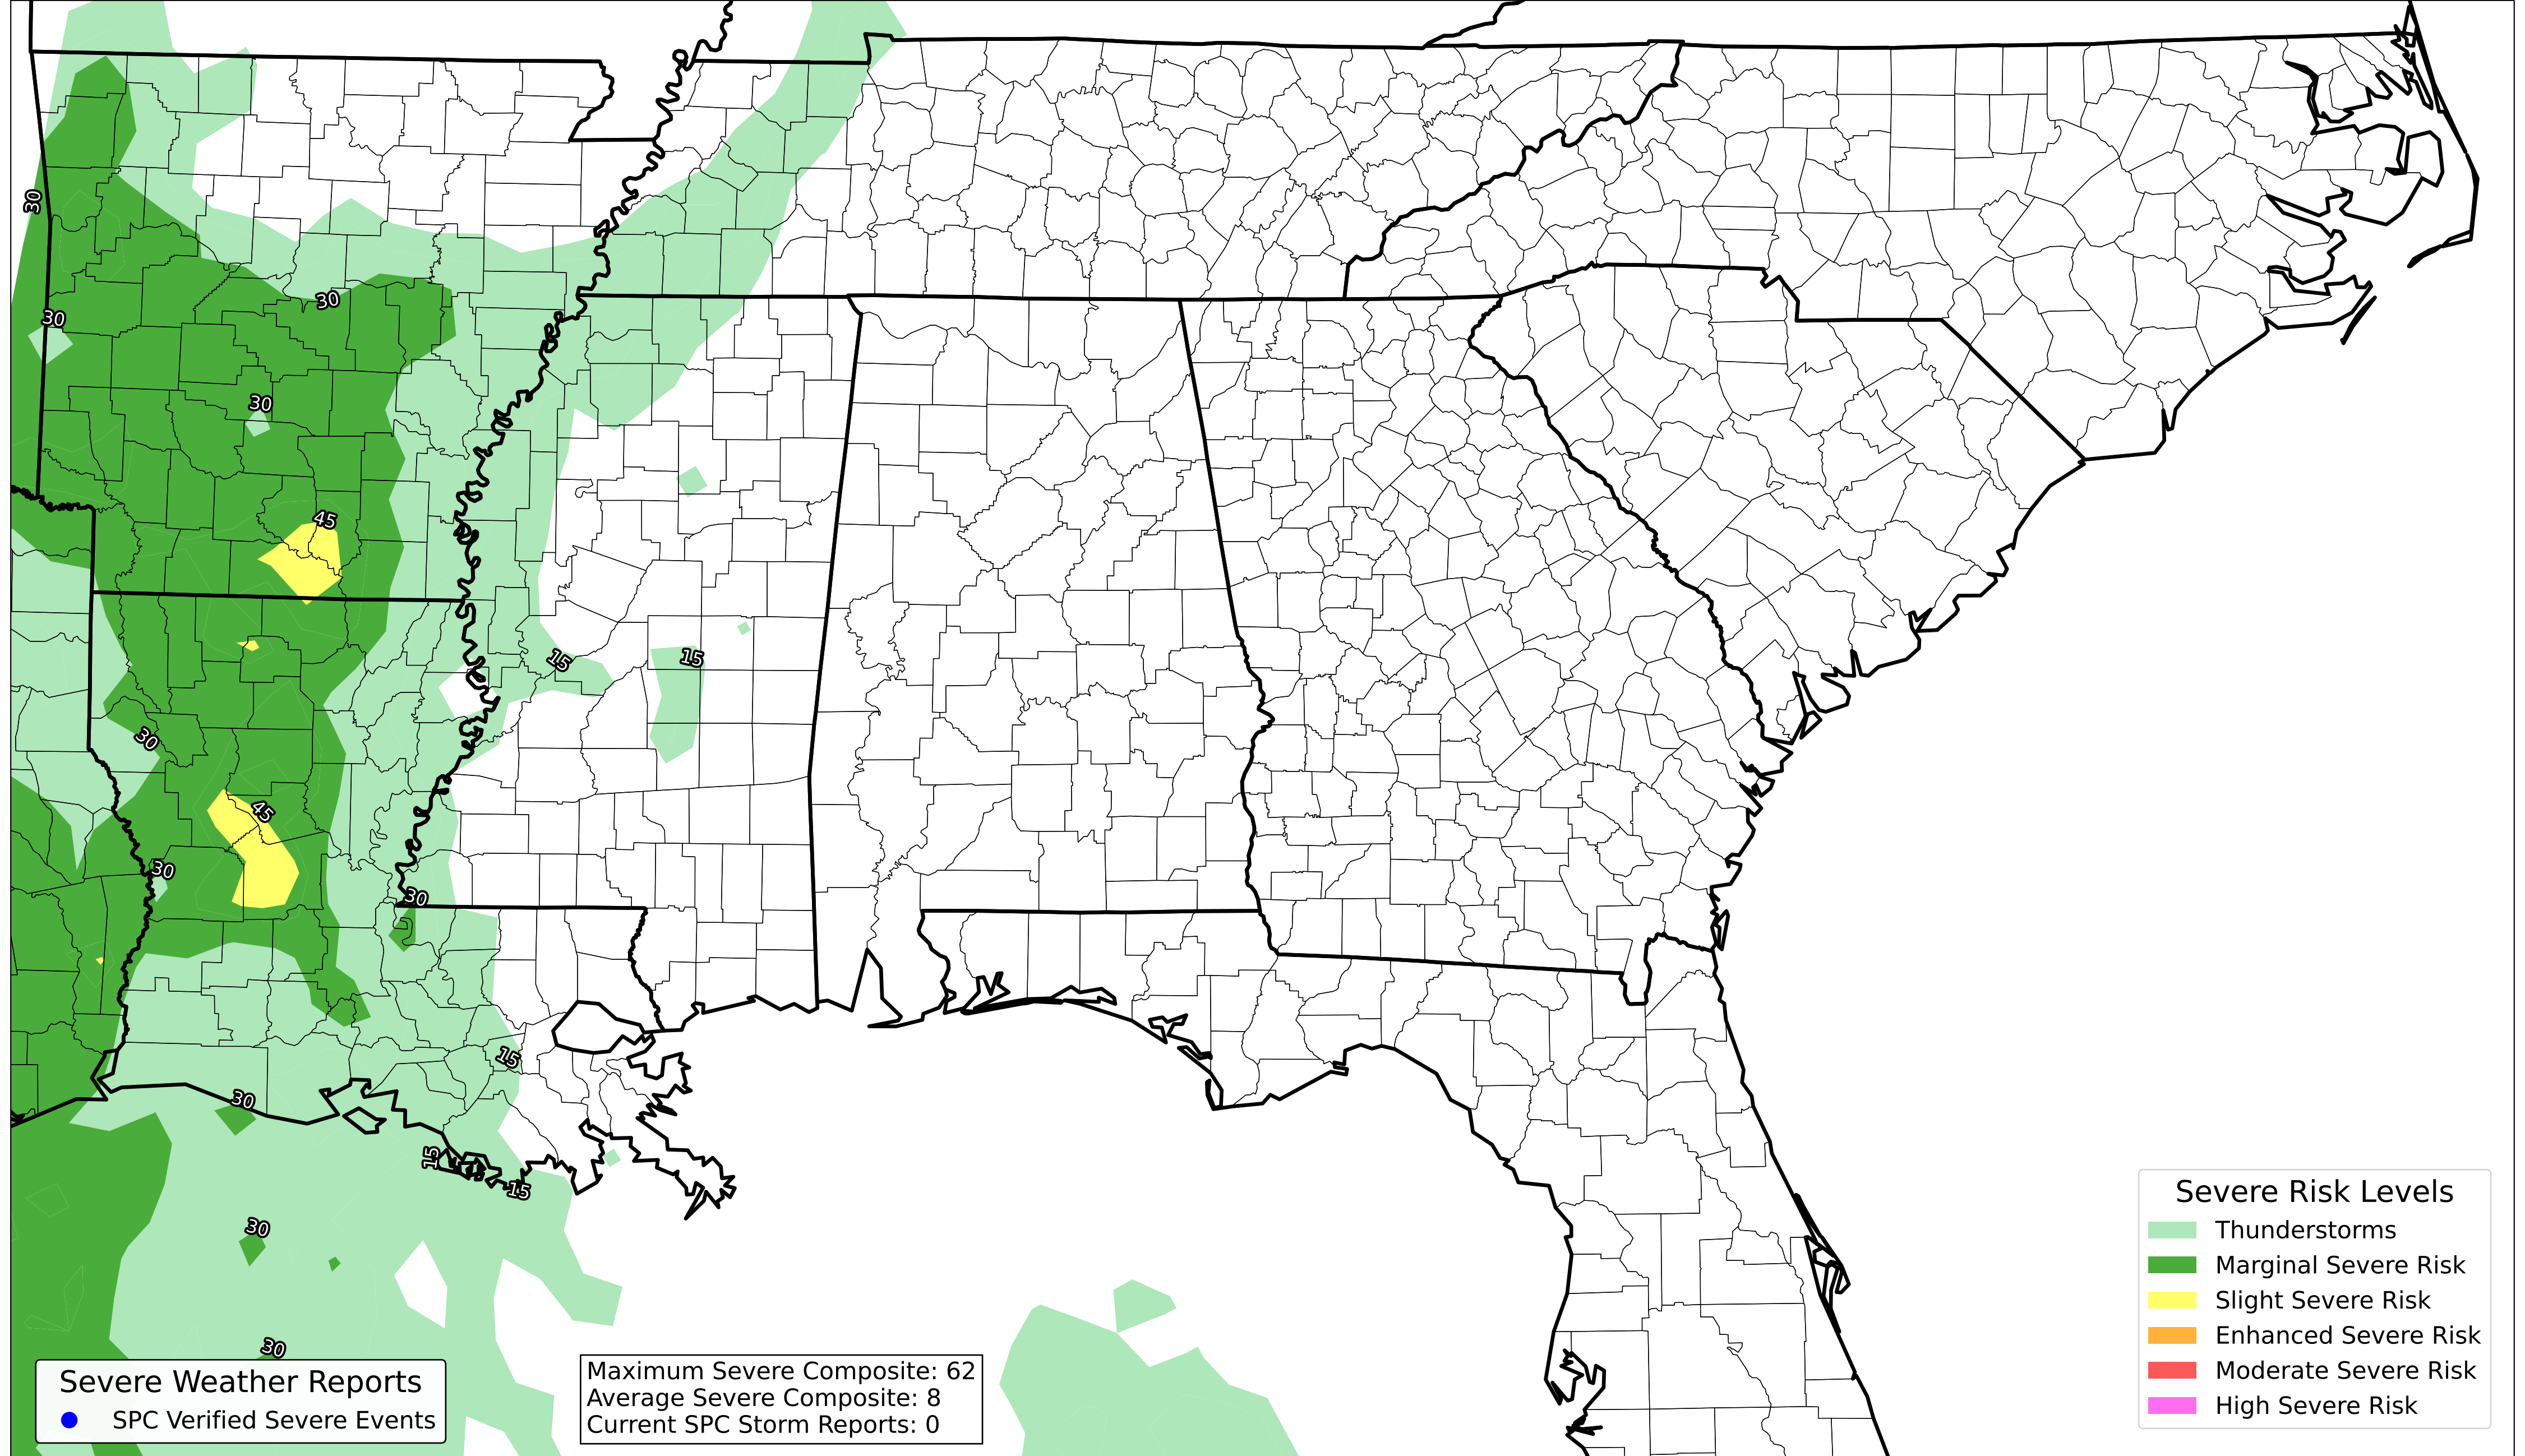 30
30
30
30
45
15
15
30
45
30
30
15
30
15
15
30
30
Severe Weather Reports
SPC Verified Severe Events
Maximum Severe Composite: 62
Average Severe Composite: 8
Current SPC Storm Reports: 0
Severe Risk Levels
Thunderstorms
Marginal Severe Risk
Slight Severe Risk
Enhanced Severe Risk
Moderate Severe Risk
High Severe Risk